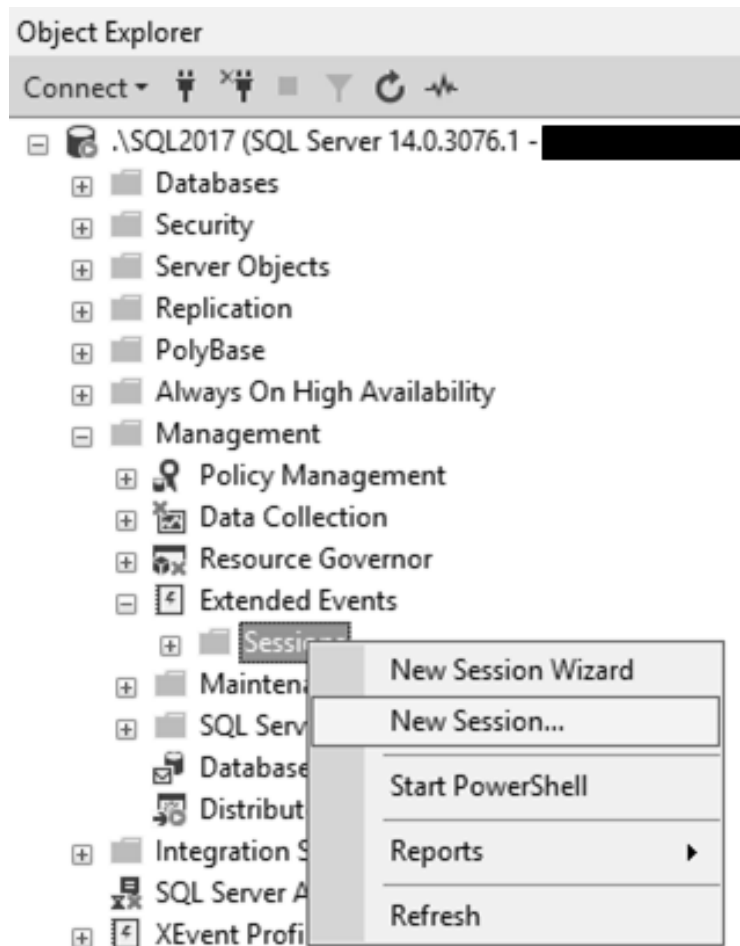 Object Explorer
Connect
.\SQL2017 (SQL Server 14.0.3076.1 -
Databases
Security
Server Objects
Replication
PolyBase
Always On High Availability
Management
Policy Management
Data Collection
Resource Governor
Extended Events
Sessions
New Session Wizard
New Session...
Start PowerShell
Reports
Refresh
Mainten
SQL Serv
Database
Distribut
Integration S
SQL Server A
XEvent Profi